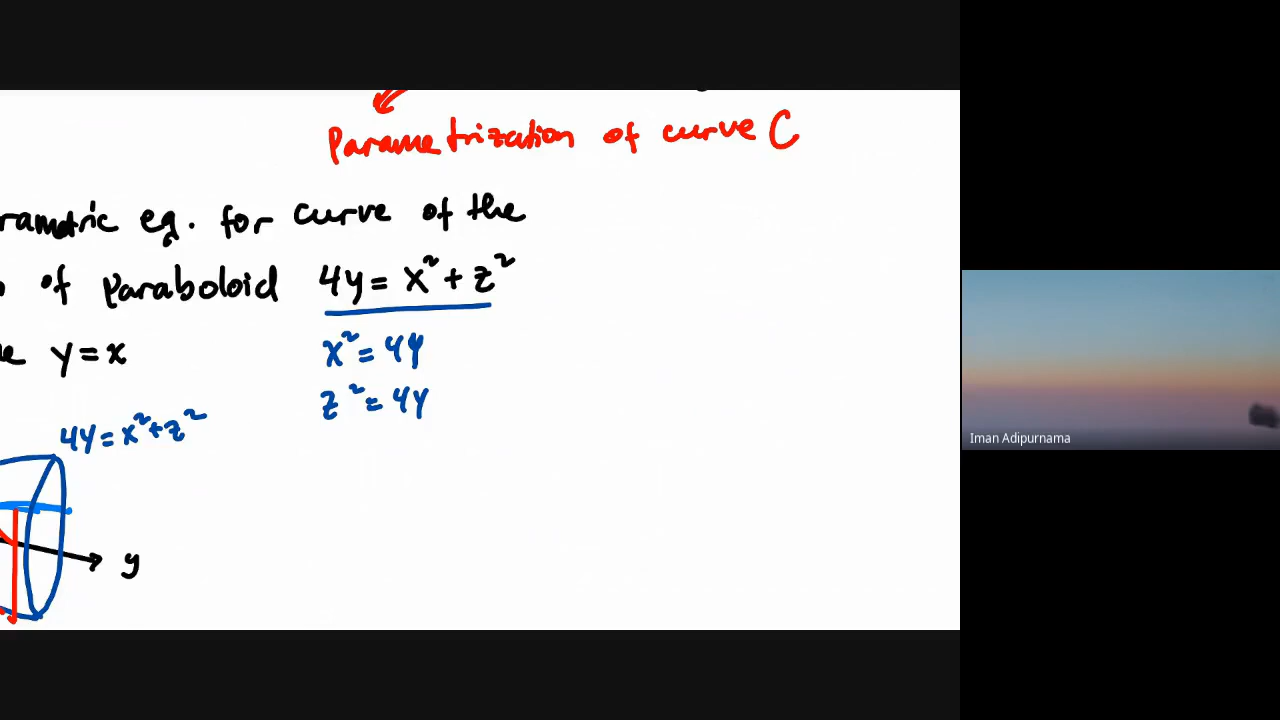 Parametrization of curve C
rametric eq. for curve of the
of paraboloid 4y = x² + z²
y = x
x² = 4y
z² = 4y
4y = x² + z²
y
Iman Adipurnama